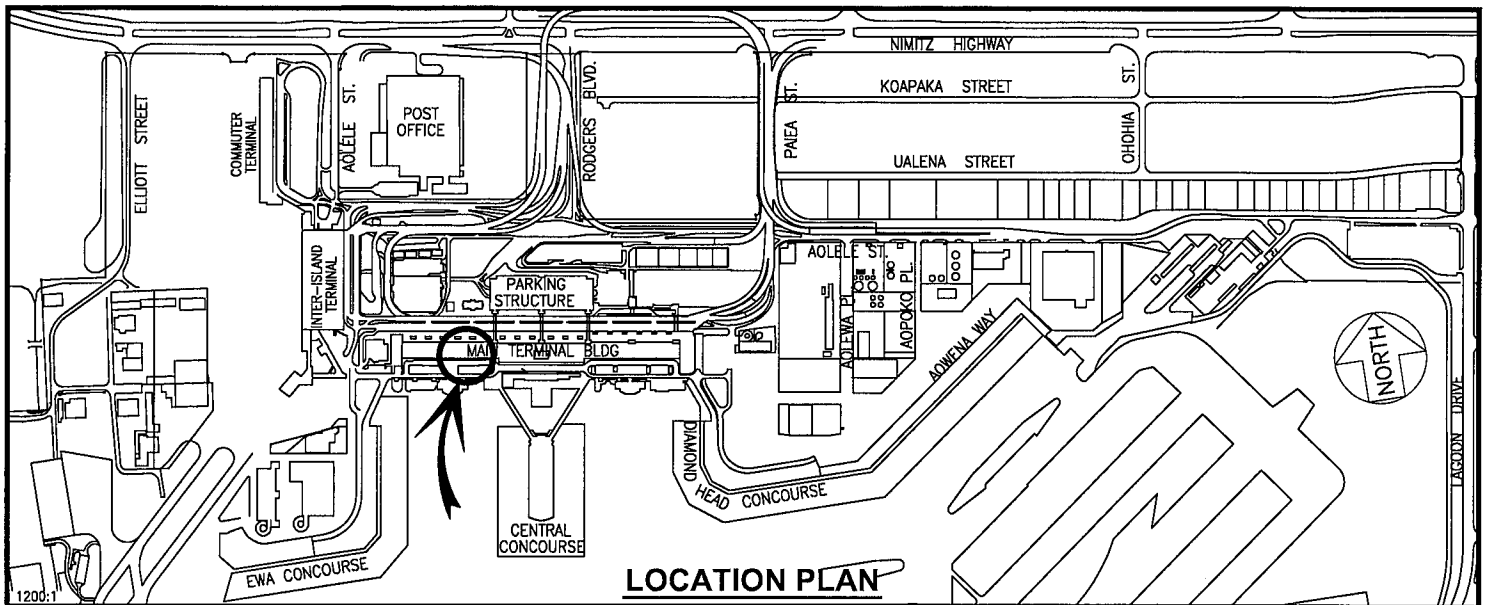 NIMITZ HIGHWAY
KOAPAKA STREET
UALENA STREET
ELLIOTT STREET
COMMUTER
TERMINAL
AOLELE ST.
POST
OFFICE
RODGERS BLVD.
PAIEA ST.
OHOHIA ST.
INTER-ISLAND
TERMINAL
PARKING
STRUCTURE
MAIN TERMINAL BLDG
AOLELE ST.
AOLEWA PL.
AOPOKO PL.
AOWENA WAY
NORTH
LAGOON DRIVE
DIAMOND
HEAD CONCOURSE
CENTRAL
CONCOURSE
EWA CONCOURSE
1200:1
LOCATION PLAN